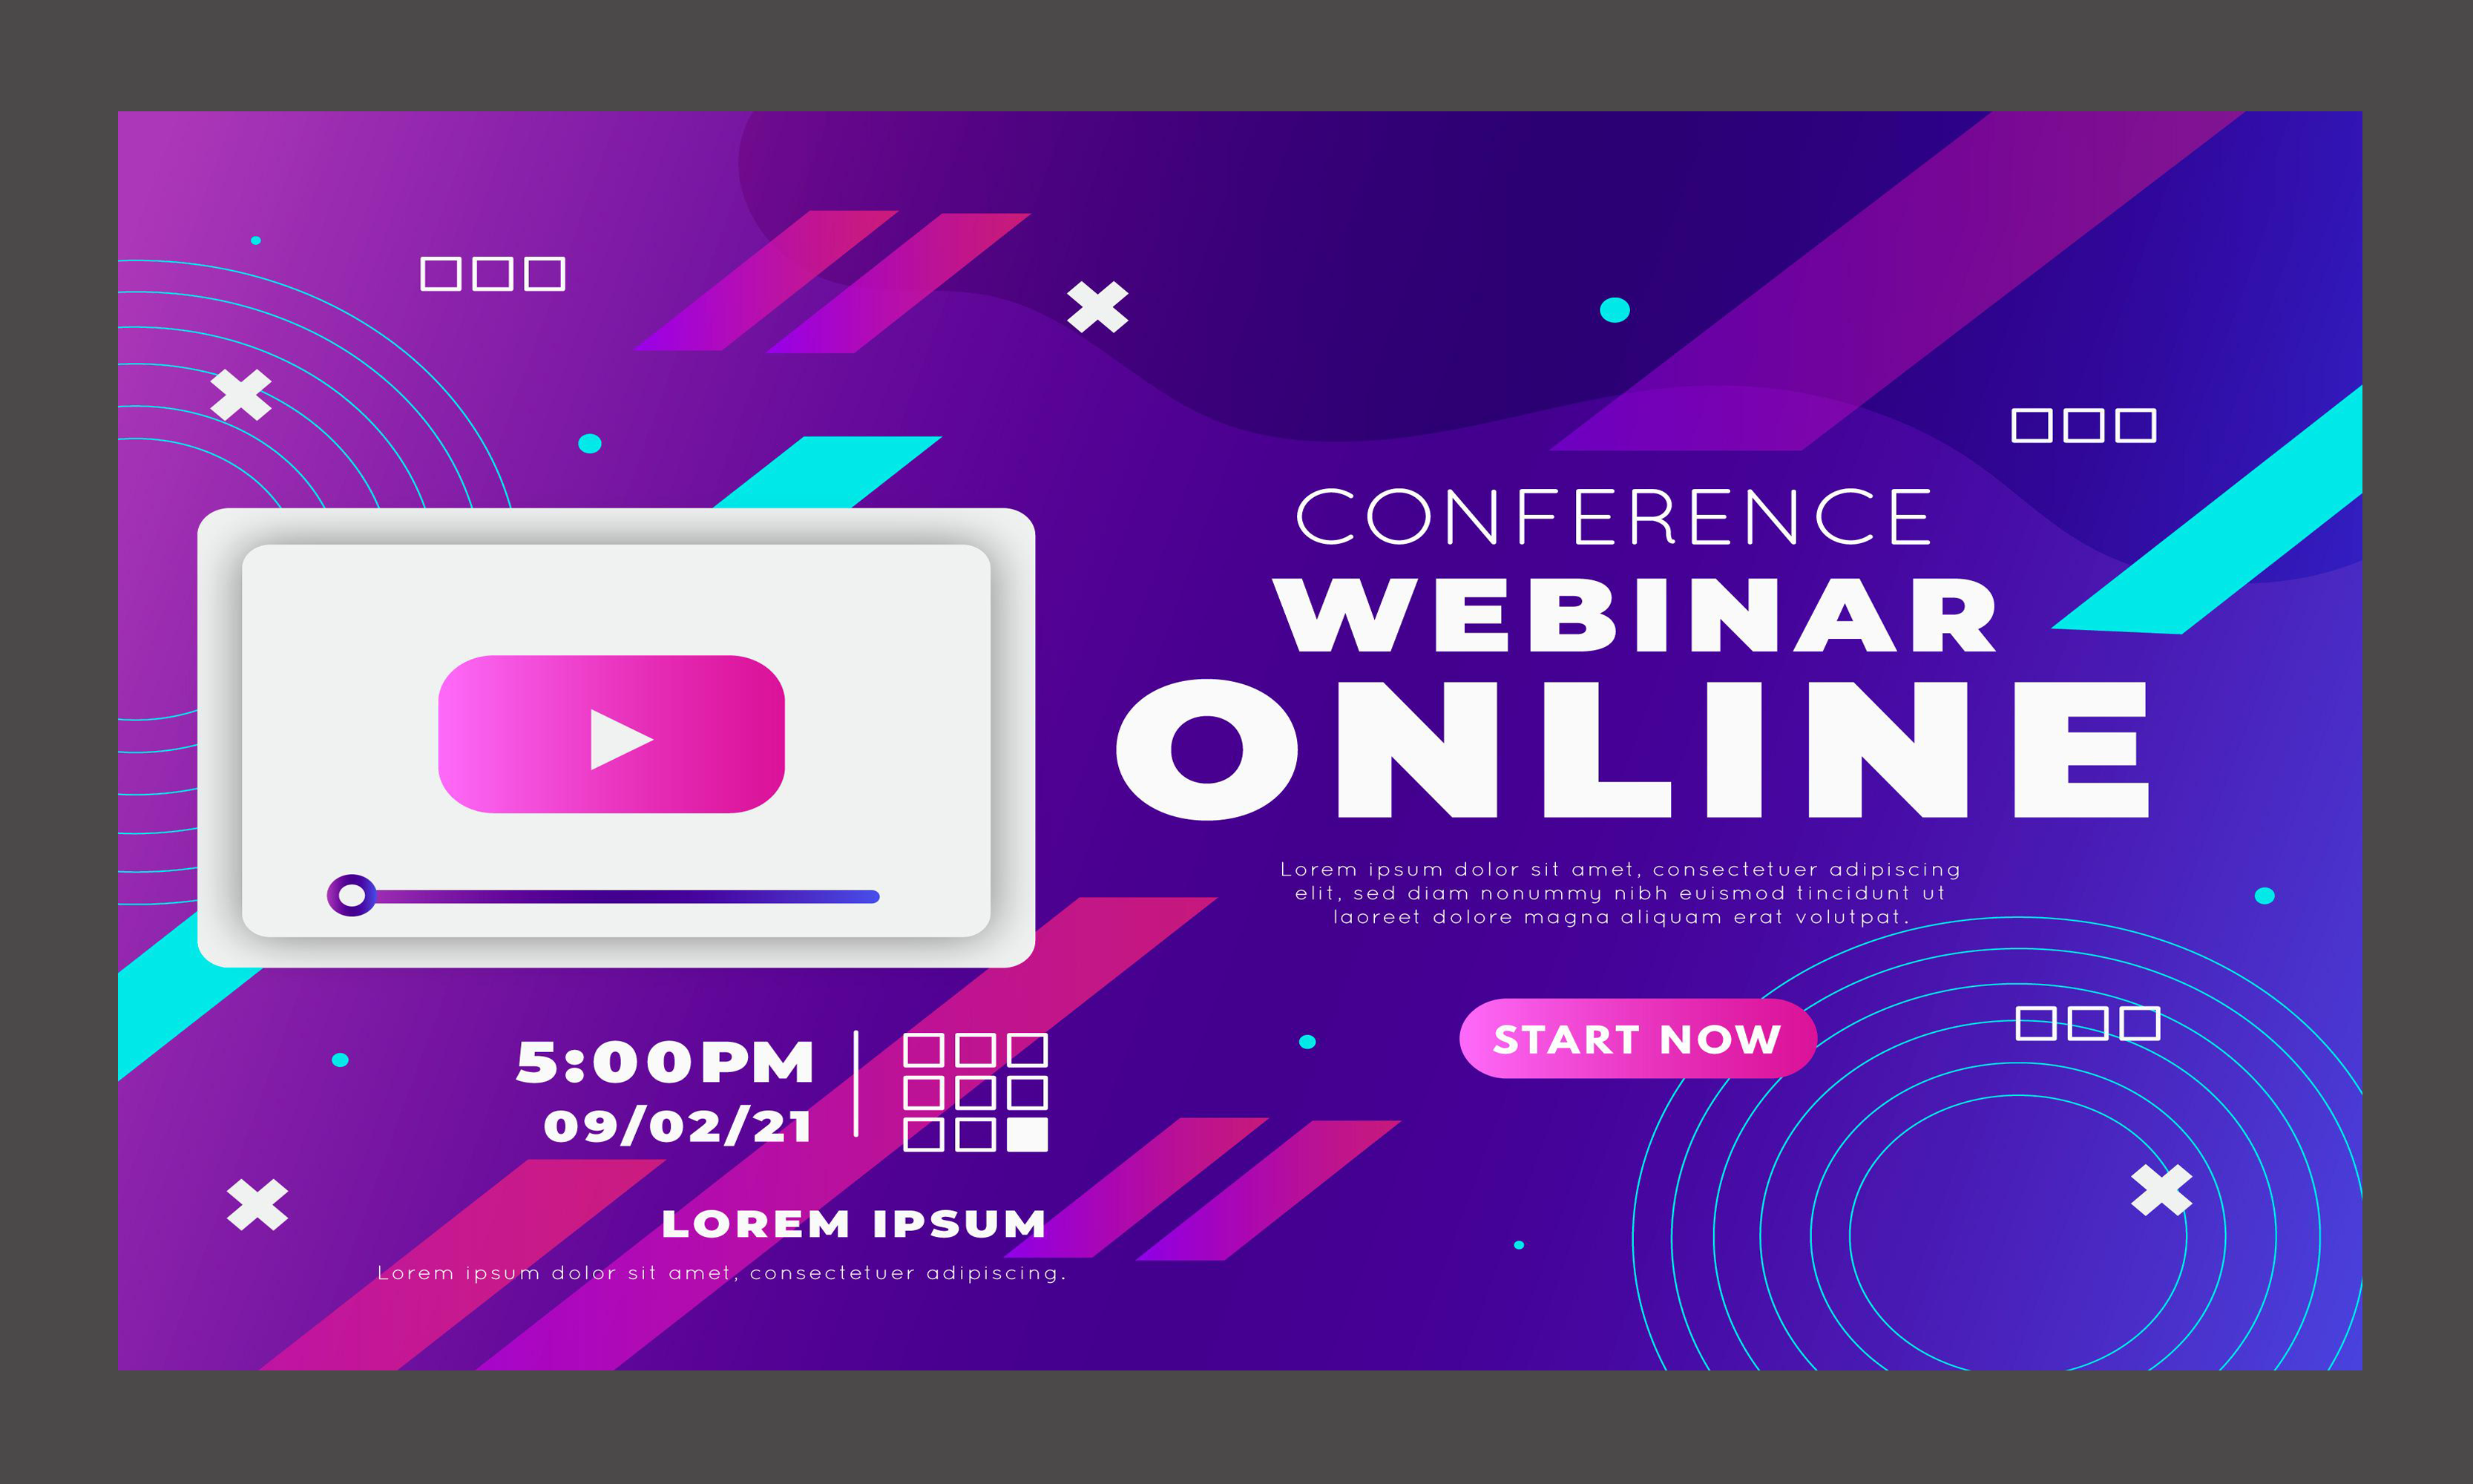 CONFERENCE
WEBINAR
ONLINE
Lorem ipsum dolor sit amet, consectetuer adipiscing
elit, sed diam nonummy nibh euismod tincidunt ut
laoreet dolore magna aliquam erat volutpat.
START NOW
5:00PM
09/02/21
LOREM IPSUM
Lorem ipsum dolor sit amet, consectetuer adipiscing.